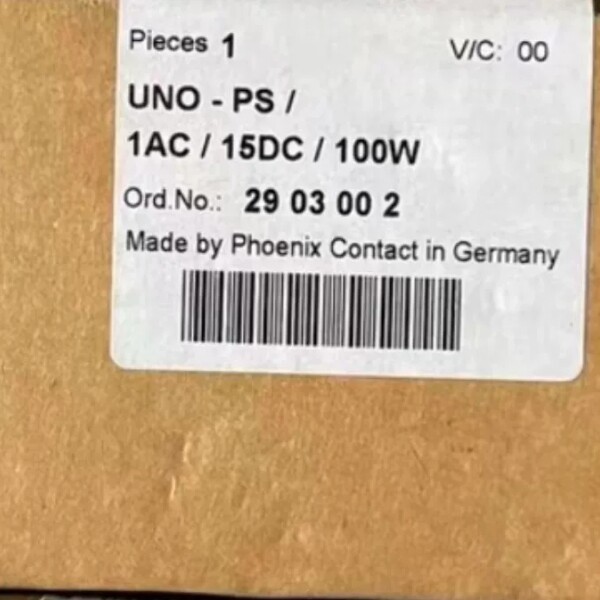 Pieces 1 V/C: 00
UNO - PS /
1AC / 15DC / 100W
Ord.No.: 29 03 00 2
Made by Phoenix Contact in Germany